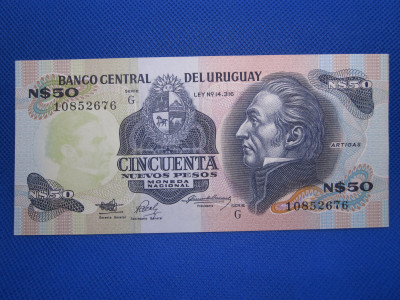 N$50 BANCO CENTRAL DEL URUGUAY N$50
10852676 SERIE G LEY Nº 14.316
ARTIGAS
CINCUENTA
NUEVOS PESOS
MONEDA NACIONAL
N$50 N$50
SERIE G 10852676